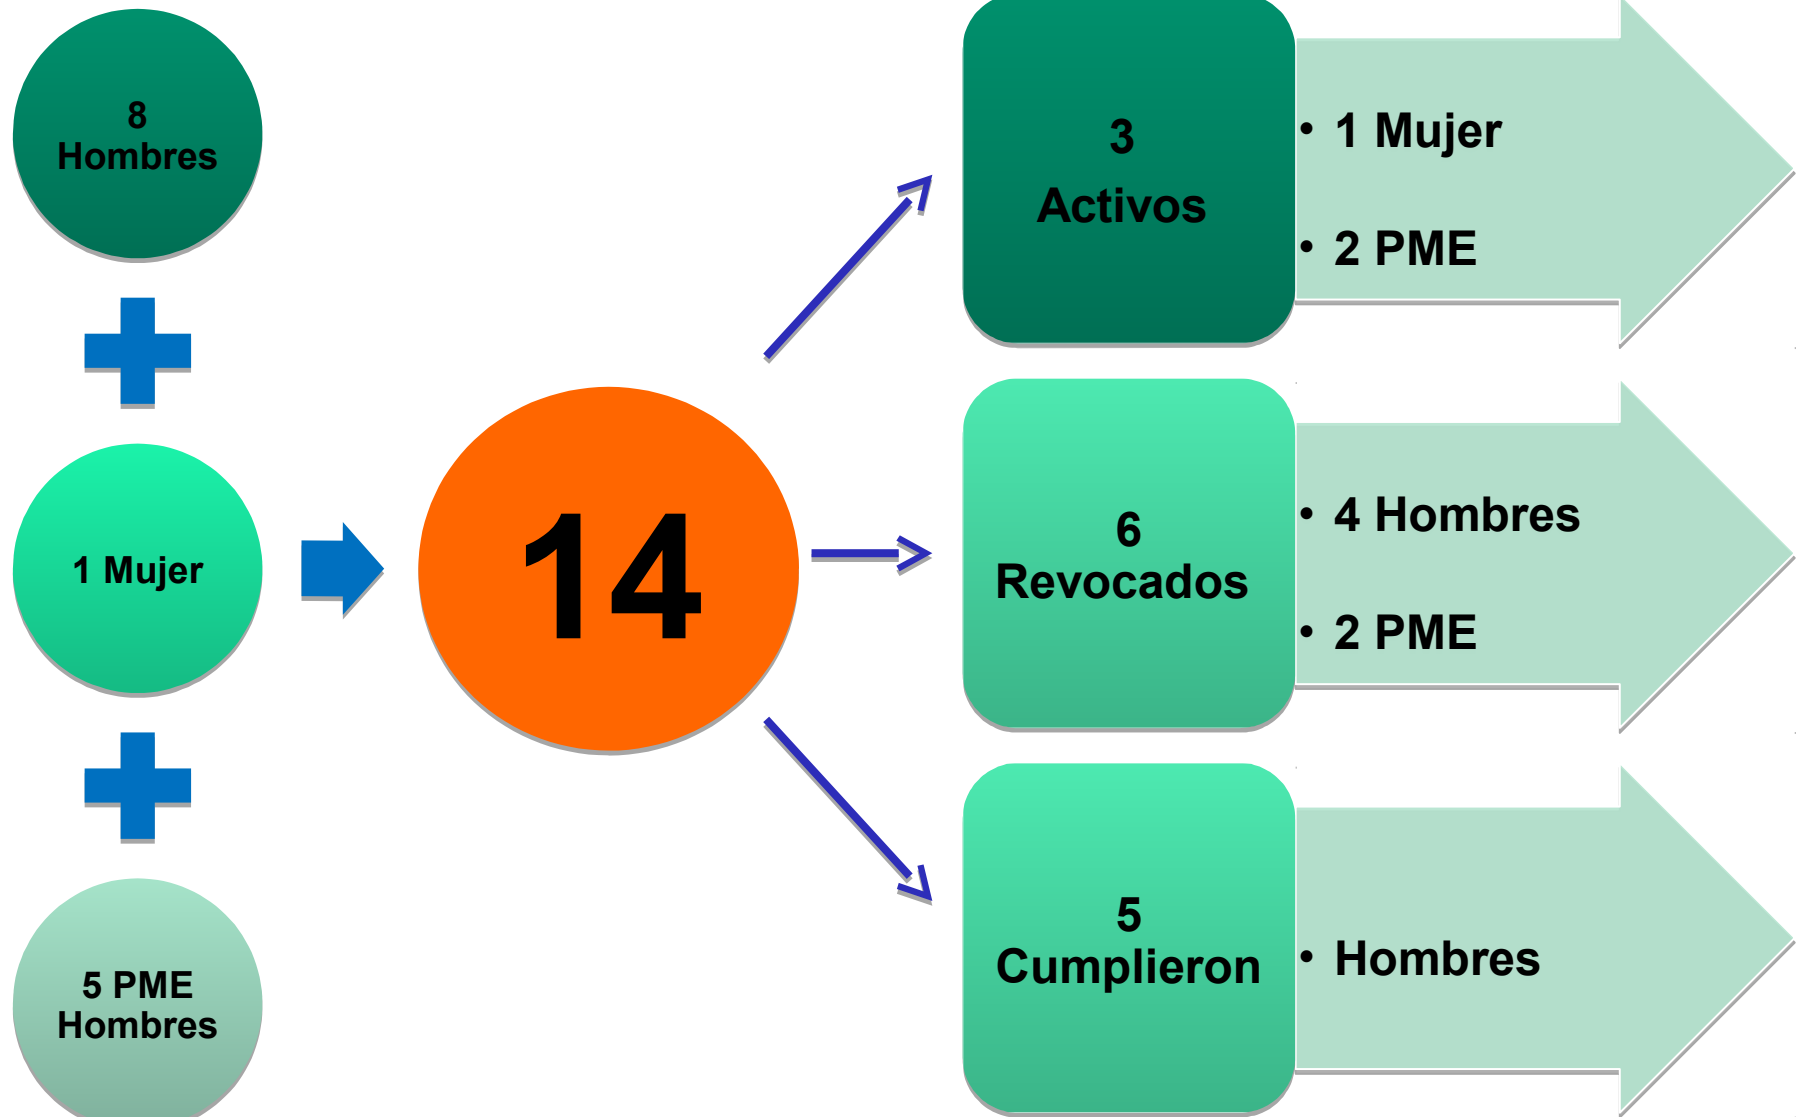 8
Hombres
1 Mujer
5 PME
Hombres
14
3
Activos
• 1 Mujer
• 2 PME
6
Revocados
• 4 Hombres
• 2 PME
5
Cumplieron
• Hombres